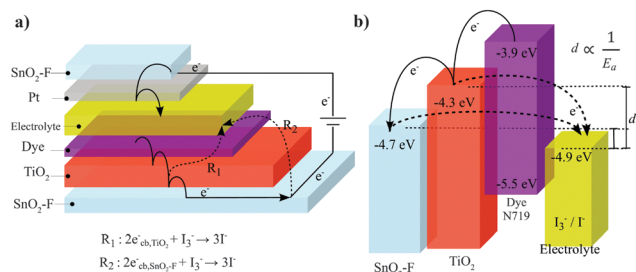 a)
SnO₂-F
Pt
Electrolyte
Dye
TiO₂
SnO₂-F
e⁻
e⁻
e⁻
e⁻
R₁
R₂
R₁ : 2e⁻cb,TiO₂ + I₃⁻ → 3I⁻
R₂ : 2e⁻cb,SnO₂-F + I₃⁻ → 3I⁻
b)
e⁻
e⁻
e⁻
-3.9 eV
-4.3 eV
-4.7 eV
-4.9 eV
-5.5 eV
d ∝ 1/Eₐ
d
Dye
N719
I₃⁻ / I⁻
Electrolyte
TiO₂
SnO₂-F